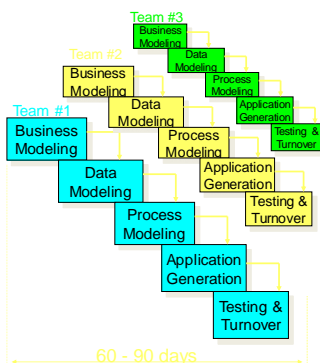 Team #3
Business
Modeling
Data
Modeling
Process
Modeling
Application
Generation
Testing &
Turnover
Team #2
Business
Modeling
Data
Modeling
Process
Modeling
Application
Generation
Testing &
Turnover
Team #1
Business
Modeling
Data
Modeling
Process
Modeling
Application
Generation
Testing &
Turnover
60 - 90 days